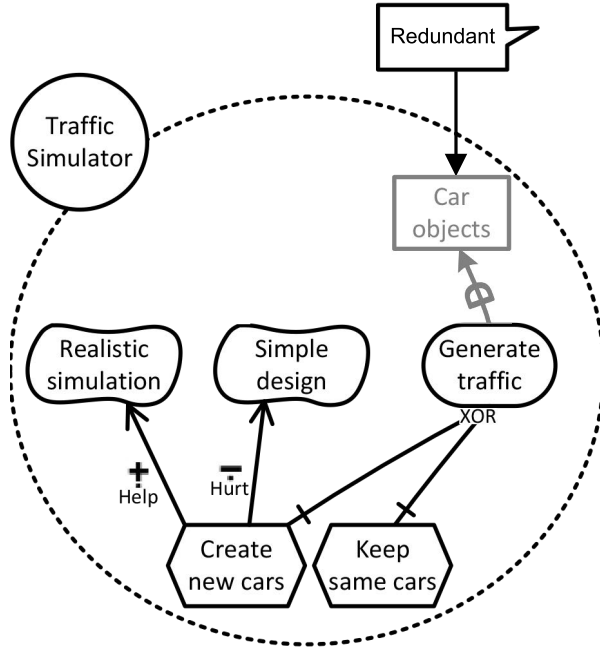 Redundant
Traffic
Simulator
Car
objects
Realistic
simulation
Simple
design
Generate
traffic
XOR
Help
Hurt
Create
new cars
Keep
same cars